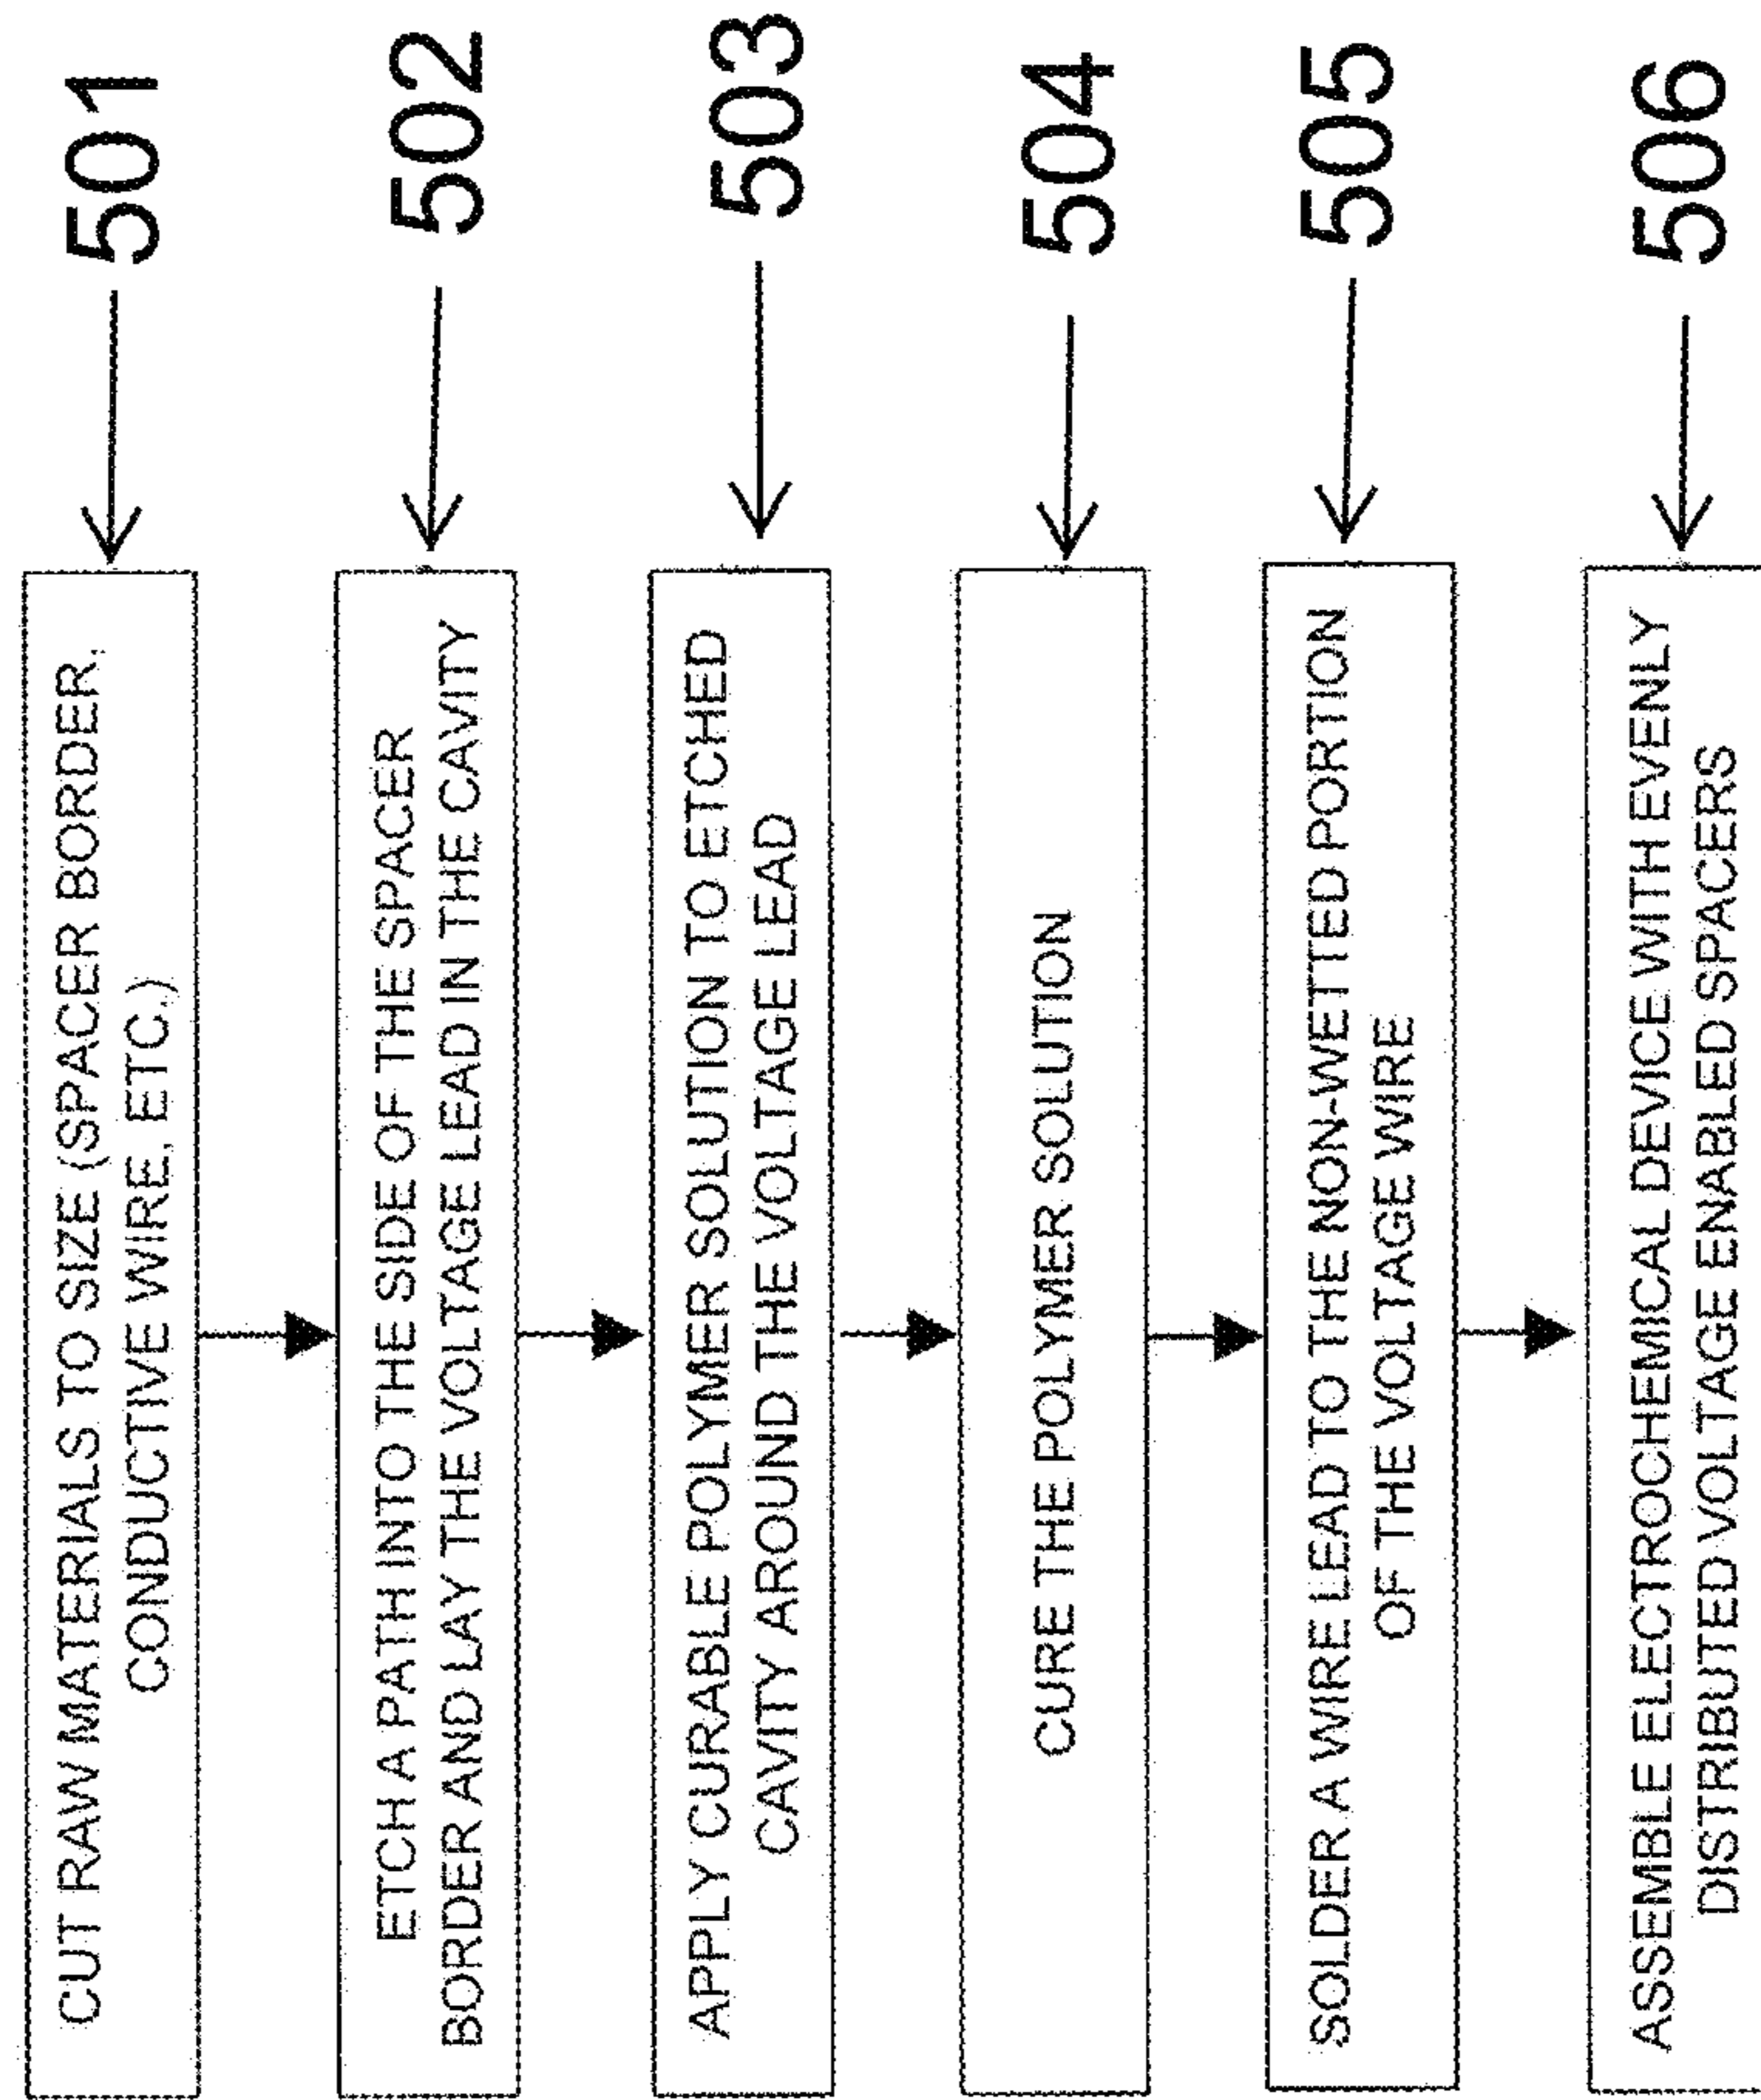 CUT RAW MATERIALS TO SIZE (SPACER BORDER,
CONDUCTIVE WIRE, ETC.)
501
ETCH A PATH INTO THE SIDE OF THE SPACER
BORDER AND LAY THE VOLTAGE LEAD IN THE CAVITY
502
APPLY CURABLE POLYMER SOLUTION TO ETCHED
CAVITY AROUND THE VOLTAGE LEAD
503
CURE THE POLYMER SOLUTION
504
SOLDER A WIRE LEAD TO THE NON-WETTED PORTION
OF THE VOLTAGE WIRE
505
ASSEMBLE ELECTROCHEMICAL DEVICE WITH EVENLY
DISTRIBUTED VOLTAGE ENABLED SPACERS
506